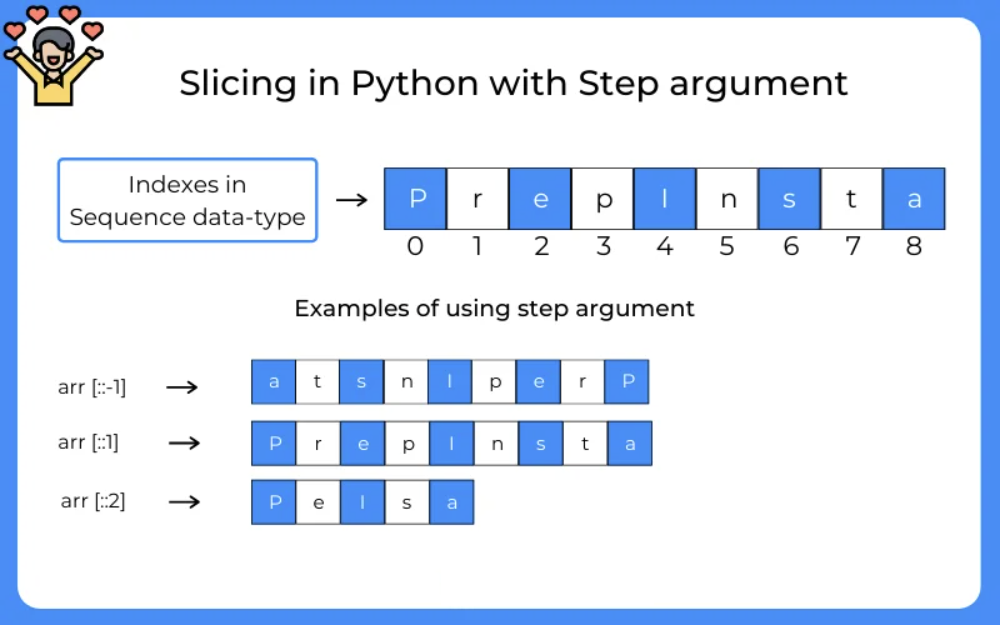 Slicing in Python with Step argument
Indexes in
Sequence data-type
→
P r e p I n s t a
0 1 2 3 4 5 6 7 8
Examples of using step argument
arr [::-1] → a t s n I p e r P
arr [::1] → P r e p I n s t a
arr [::2] → P e I s a